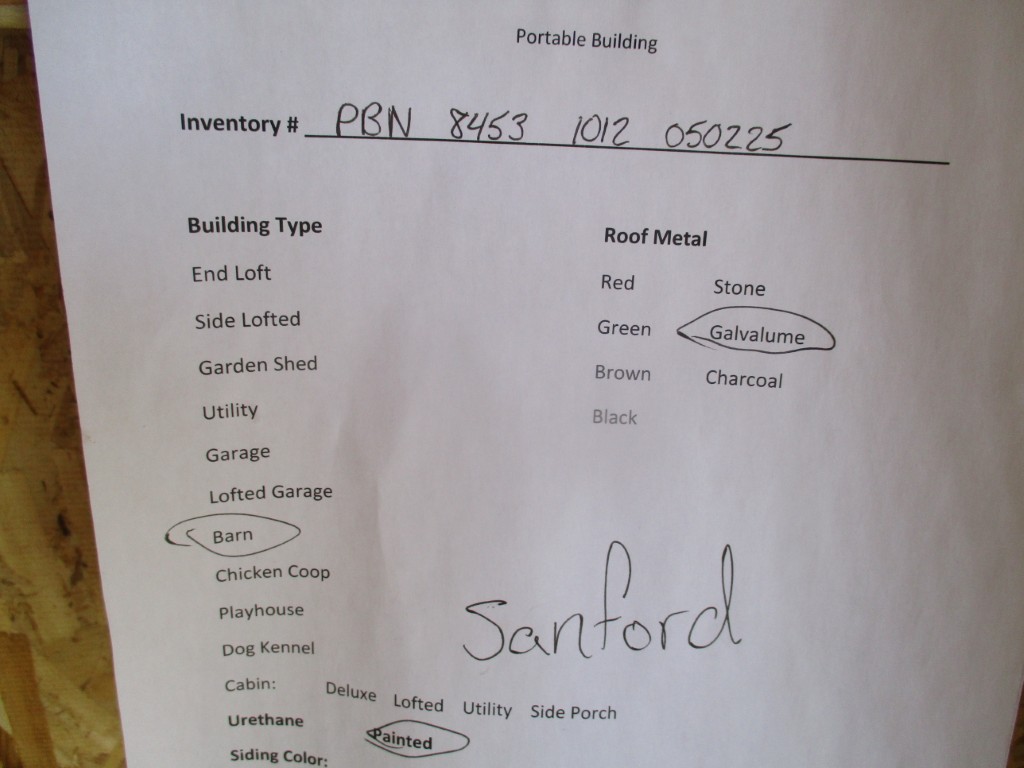 Portable Building
Inventory # PBN 8453 1012 050225
Building Type
End Loft
Side Lofted
Garden Shed
Utility
Garage
Lofted Garage
Barn
Chicken Coop
Playhouse
Dog Kennel
Cabin: Deluxe Lofted Utility Side Porch
Urethane Painted
Siding Color:
Roof Metal
Red Stone
Green Galvalume
Brown Charcoal
Black
Sanford